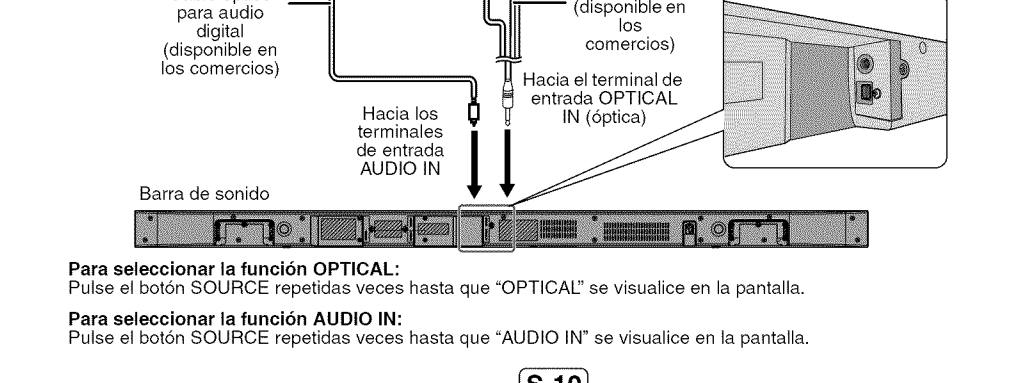 para audio
digital
(disponible en
los comercios)
(disponible en
los
comercios)
Hacia el terminal de
entrada OPTICAL
IN (óptica)
Hacia los
terminales
de entrada
AUDIO IN
Barra de sonido
Para seleccionar la función OPTICAL:
Pulse el botón SOURCE repetidas veces hasta que “OPTICAL” se visualice en la pantalla.
Para seleccionar la función AUDIO IN:
Pulse el botón SOURCE repetidas veces hasta que “AUDIO IN” se visualice en la pantalla.
S-10